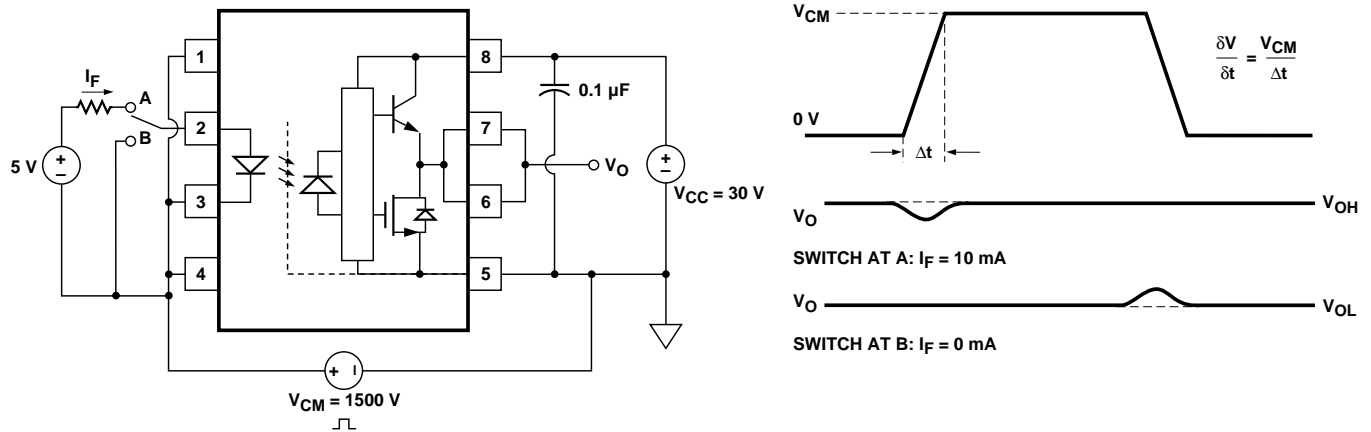 I_F
A
B
5 V
+
–
1
2
3
4
8
7
6
5
0.1 µF
V_O
+
–
V_CC = 30 V
+ –
V_CM = 1500 V
V_CM
0 V
Δt
δV/δt = V_CM/Δt
V_O
V_OH
SWITCH AT A: I_F = 10 mA
V_O
V_OL
SWITCH AT B: I_F = 0 mA